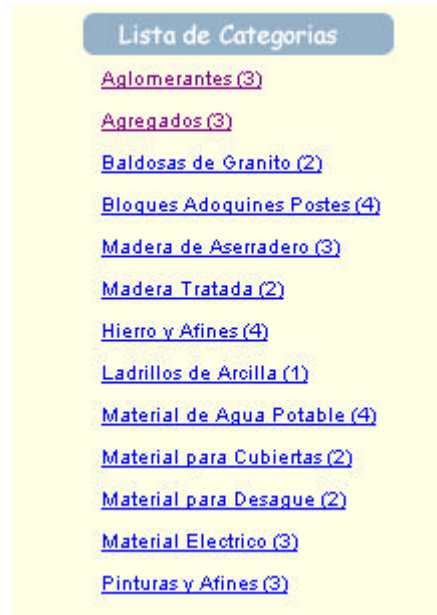 Lista de Categorias
Aglomerantes (3)
Agregados (3)
Baldosas de Granito (2)
Bloques Adoquines Postes (4)
Madera de Aserradero (3)
Madera Tratada (2)
Hierro y Afines (4)
Ladrillos de Arcilla (1)
Material de Agua Potable (4)
Material para Cubiertas (2)
Material para Desague (2)
Material Electrico (3)
Pinturas y Afines (3)